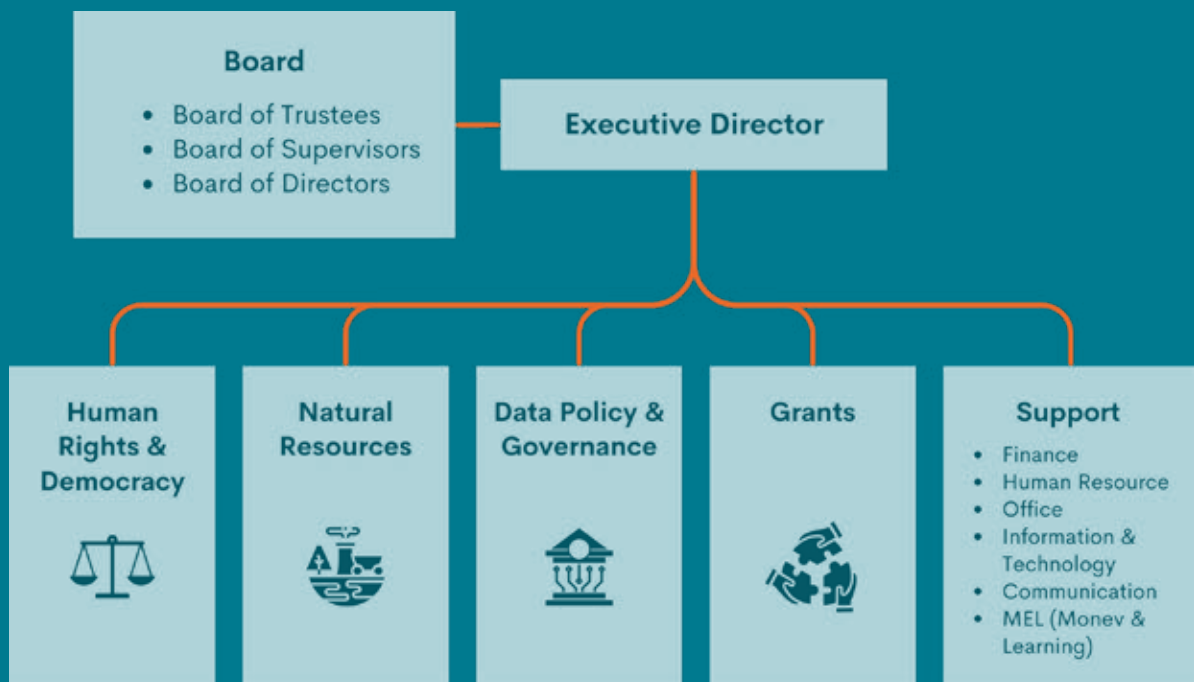 Board
• Board of Trustees
• Board of Supervisors
• Board of Directors
Executive Director
Human
Rights &
Democracy
Natural
Resources
Data Policy &
Governance
Grants
Support
• Finance
• Human Resource
• Office
• Information &
Technology
• Communication
• MEL (Monev &
Learning)